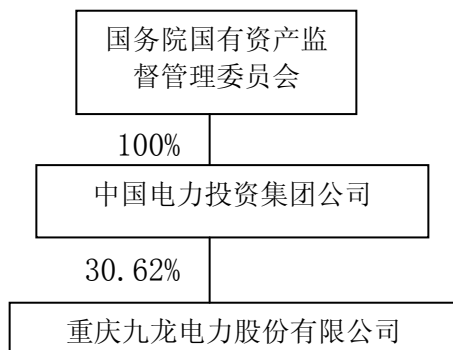 国务院国有资产监
督管理委员会
100%
中国电力投资集团公司
30.62%
重庆九龙电力股份有限公司